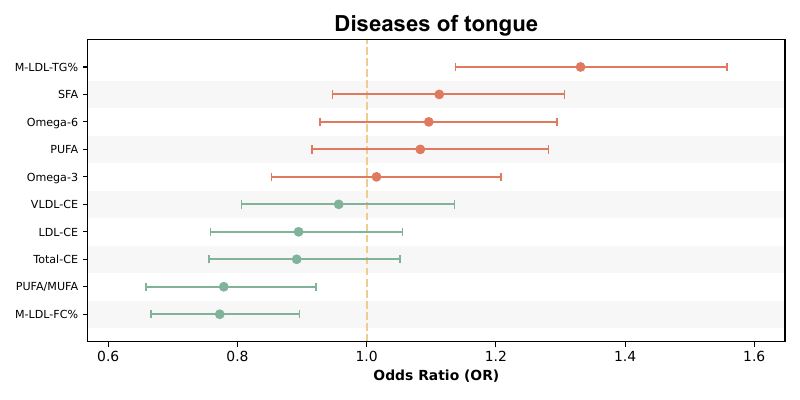 Diseases of tongue
M-LDL-TG%
SFA
Omega-6
PUFA
Omega-3
VLDL-CE
LDL-CE
Total-CE
PUFA/MUFA
M-LDL-FC%
0.6 0.8 1.0 1.2 1.4 1.6
Odds Ratio (OR)